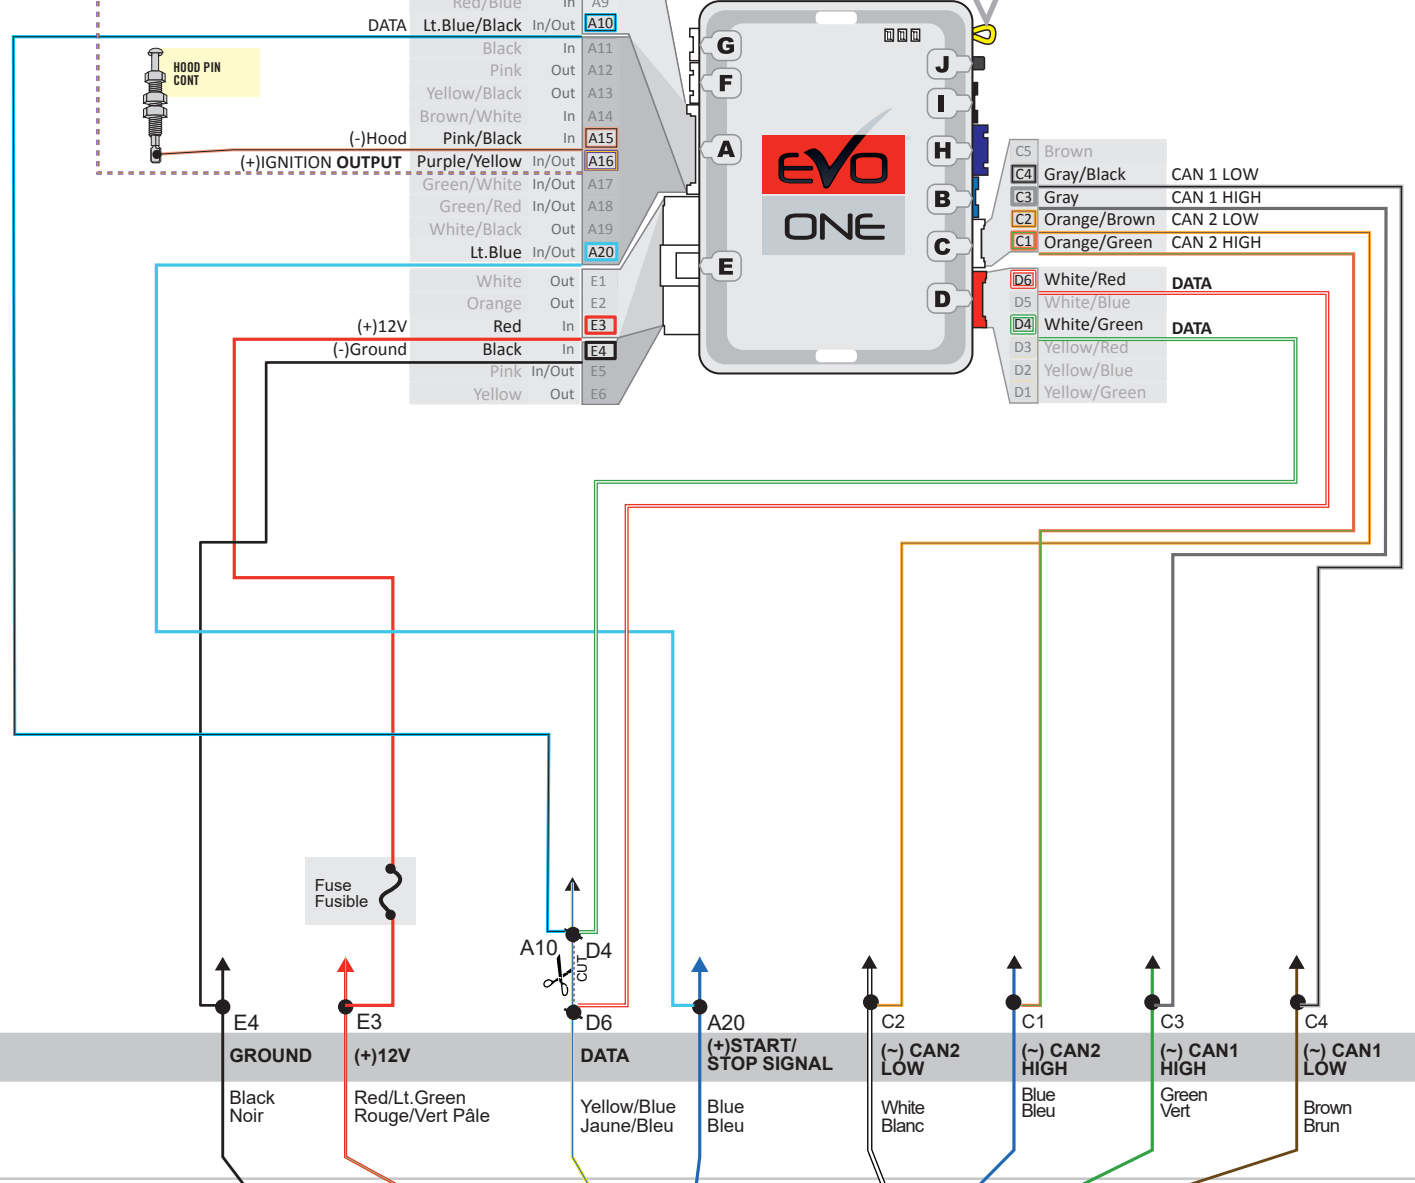 Red/Blue In A9
DATA Lt.Blue/Black In/Out A10
Black In A11
Pink Out A12
Yellow/Black Out A13
Brown/White In A14
(-)Hood Pink/Black In A15
(+)IGNITION OUTPUT Purple/Yellow In/Out A16
Green/White In/Out A17
Green/Red In/Out A18
White/Black Out A19
Lt.Blue In/Out A20
White Out E1
Orange Out E2
(+)12V Red In E3
(-)Ground Black In E4
Pink In/Out E5
Yellow Out E6
HOOD PIN
CONT
G
F
A
E
J
I
H
B
C
D
EVO
ONE
C5 Brown
C4 Gray/Black CAN 1 LOW
C3 Gray CAN 1 HIGH
C2 Orange/Brown CAN 2 LOW
C1 Orange/Green CAN 2 HIGH
D6 White/Red DATA
D5 White/Blue
D4 White/Green DATA
D3 Yellow/Red
D2 Yellow/Blue
D1 Yellow/Green
Fuse
Fusible
A10 D4
CUT
E4
GROUND
Black
Noir
E3
(+)12V
Red/Lt.Green
Rouge/Vert Pâle
D6
DATA
Yellow/Blue
Jaune/Bleu
A20
(+)START/
STOP SIGNAL
Blue
Bleu
C2
(~) CAN2
LOW
White
Blanc
C1
(~) CAN2
HIGH
Blue
Bleu
C3
(~) CAN1
HIGH
Green
Vert
C4
(~) CAN1
LOW
Brown
Brun